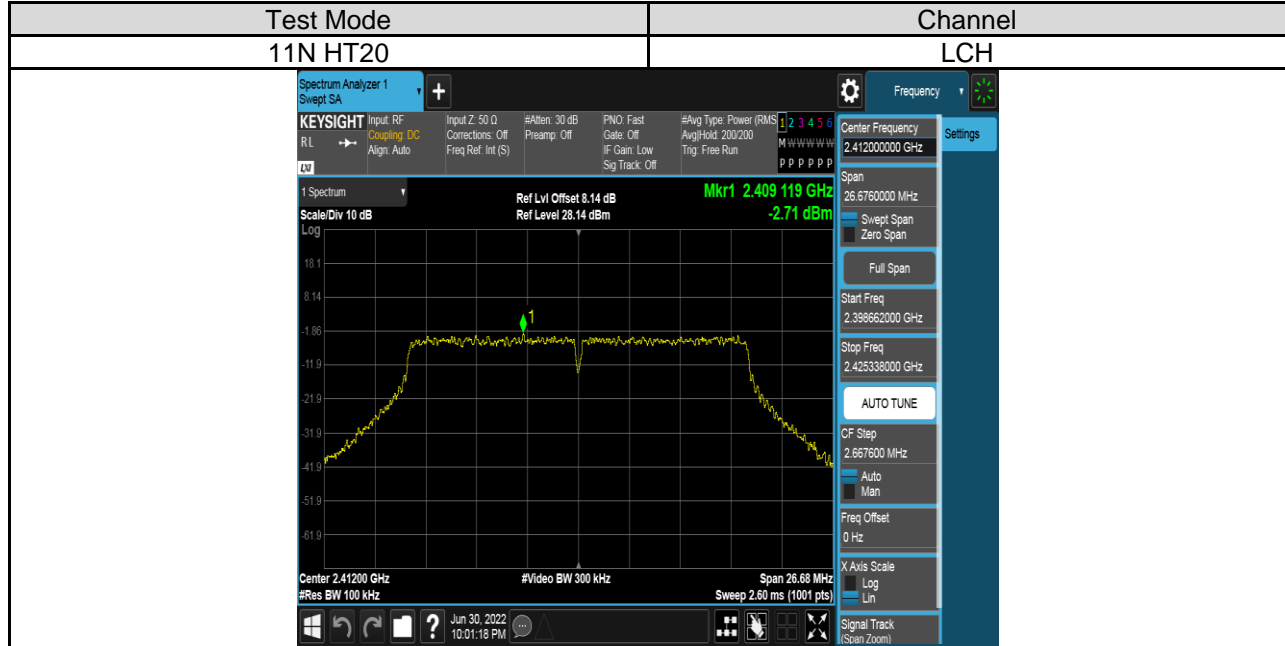 Test Mode Channel
11N HT20 LCH
Spectrum Analyzer 1
Swept SA
+
Frequency
KEYSIGHT
RL
LXI
Input: RF
Coupling: DC
Align: Auto
Input Z: 50 Ω
Corrections: Off
Freq Ref: Int (S)
#Atten: 30 dB
Preamp: Off
PNO: Fast
Gate: Off
IF Gain: Low
Sig Track: Off
#Avg Type: Power (RMS
Avg|Hold: 200/200
Trig: Free Run
1 2 3 4 5 6
M W W W W W
P P P P P P
1 Spectrum
Scale/Div 10 dB
Log
Ref Lvl Offset 8.14 dB
Ref Level 28.14 dBm
Mkr1 2.409 119 GHz
-2.71 dBm
18.1
8.14
-1.86
-11.9
-21.9
-31.9
-41.9
-51.9
-61.9
1
Center 2.41200 GHz
#Res BW 100 kHz
#Video BW 300 kHz
Span 26.68 MHz
Sweep 2.60 ms (1001 pts)
Center Frequency
2.412000000 GHz
Settings
Span
26.6760000 MHz
Swept Span
Zero Span
Full Span
Start Freq
2.398662000 GHz
Stop Freq
2.425338000 GHz
AUTO TUNE
CF Step
2.667600 MHz
Auto
Man
Freq Offset
0 Hz
X Axis Scale
Log
Lin
Signal Track
(Span Zoom)
?
Jun 30, 2022
10:01:18 PM